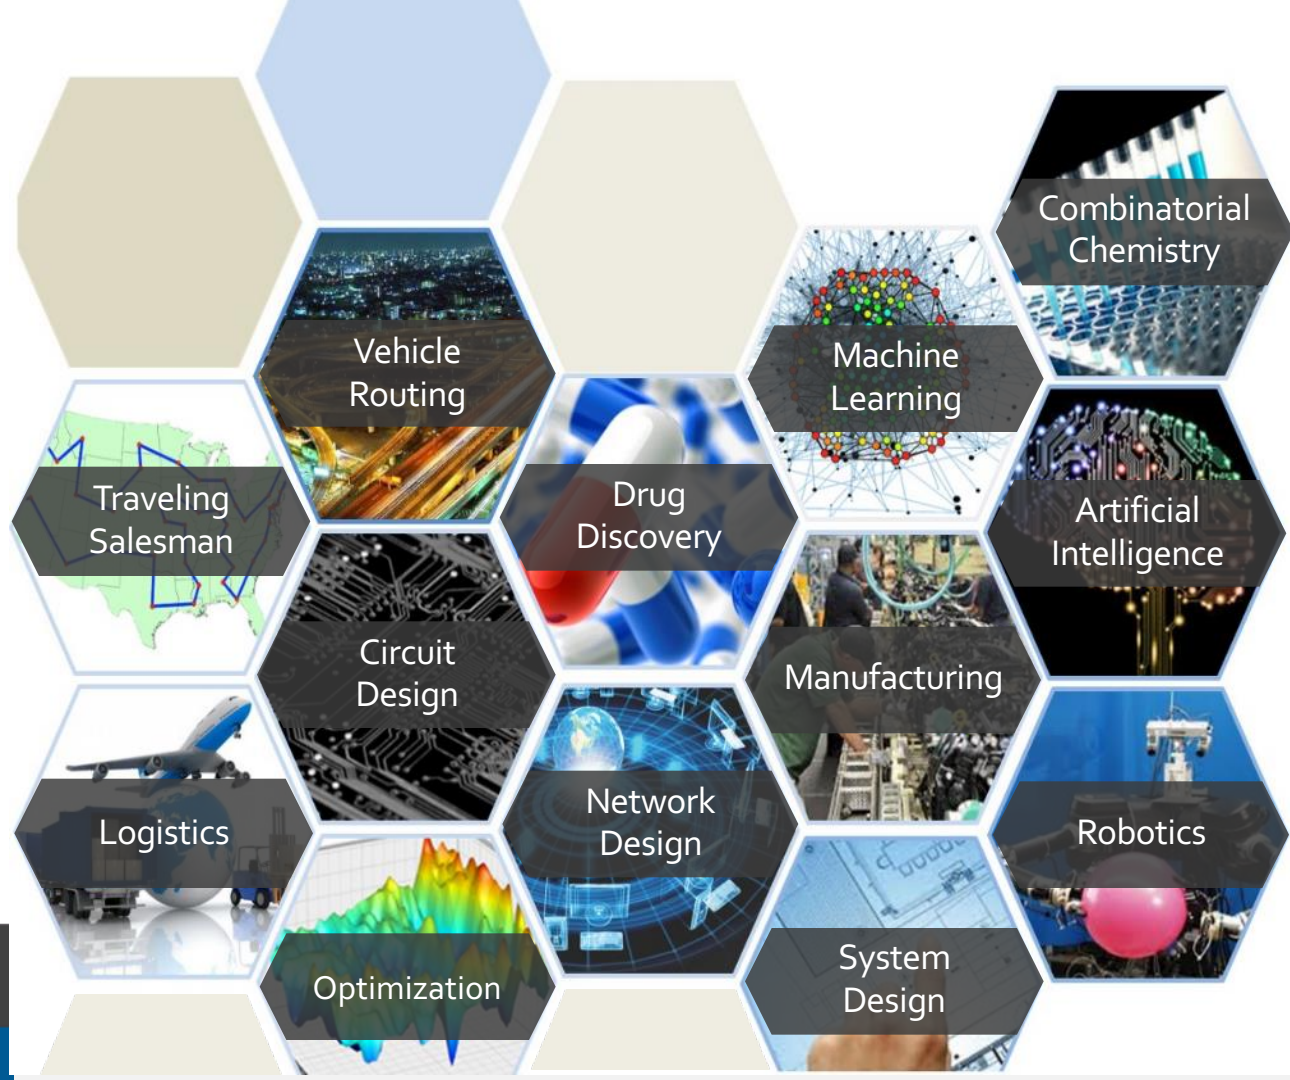 Combinatorial
Chemistry
Vehicle
Routing
Machine
Learning
Traveling
Salesman
Drug
Discovery
Artificial
Intelligence
Circuit
Design
Manufacturing
Logistics
Network
Design
Robotics
Optimization
System
Design